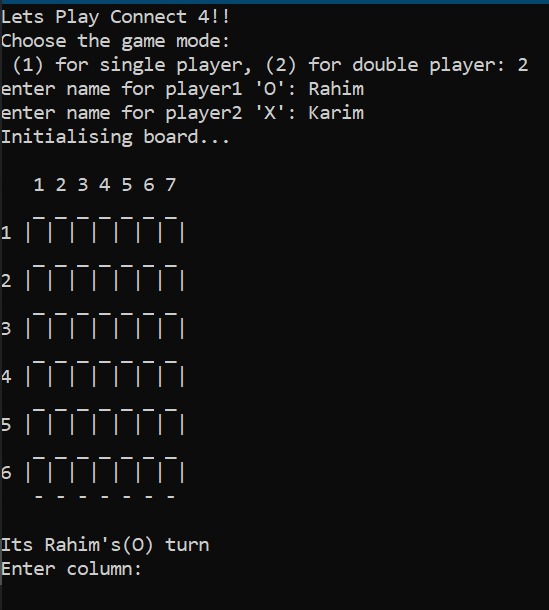 Lets Play Connect 4!!
Choose the game mode:
 (1) for single player, (2) for double player: 2
enter name for player1 'O': Rahim
enter name for player2 'X': Karim
Initialising board...

   1 2 3 4 5 6 7
   _ _ _ _ _ _ _
1 | | | | | | | |
   _ _ _ _ _ _ _
2 | | | | | | | |
   _ _ _ _ _ _ _
3 | | | | | | | |
   _ _ _ _ _ _ _
4 | | | | | | | |
   _ _ _ _ _ _ _
5 | | | | | | | |
   _ _ _ _ _ _ _
6 | | | | | | | |
   - - - - - - -

Its Rahim's(O) turn
Enter column: